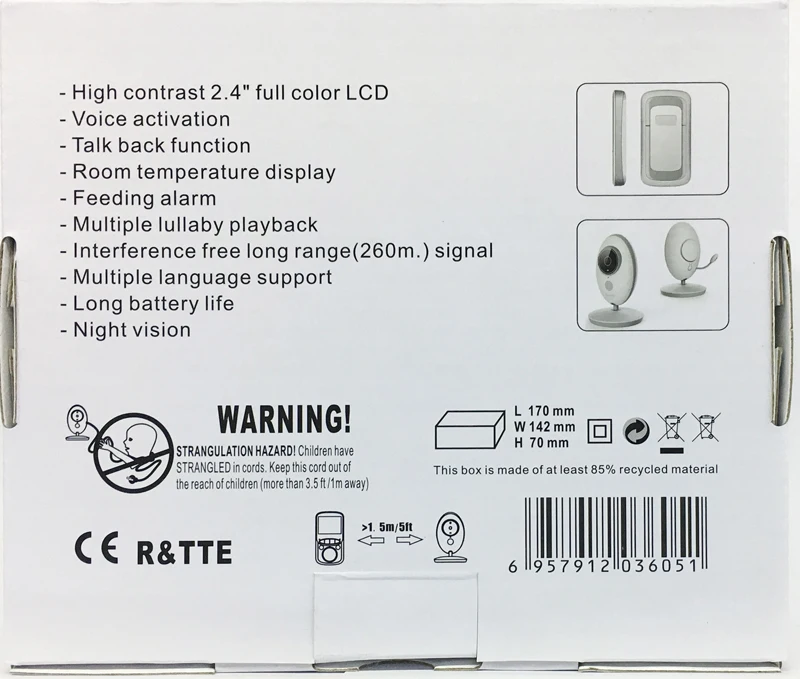 - High contrast 2.4" full color LCD
- Voice activation
- Talk back function
- Room temperature display
- Feeding alarm
- Multiple lullaby playback
- Interference free long range(260m.) signal
- Multiple language support
- Long battery life
- Night vision
WARNING!
STRANGULATION HAZARD! Children have
STRANGLED in cords. Keep this cord out of
the reach of children (more than 3.5 ft /1m away)
L 170 mm
W 142 mm
H 70 mm
This box is made of at least 85% recycled material
CE R&TTE
>1. 5m/5ft
6 957912 036051